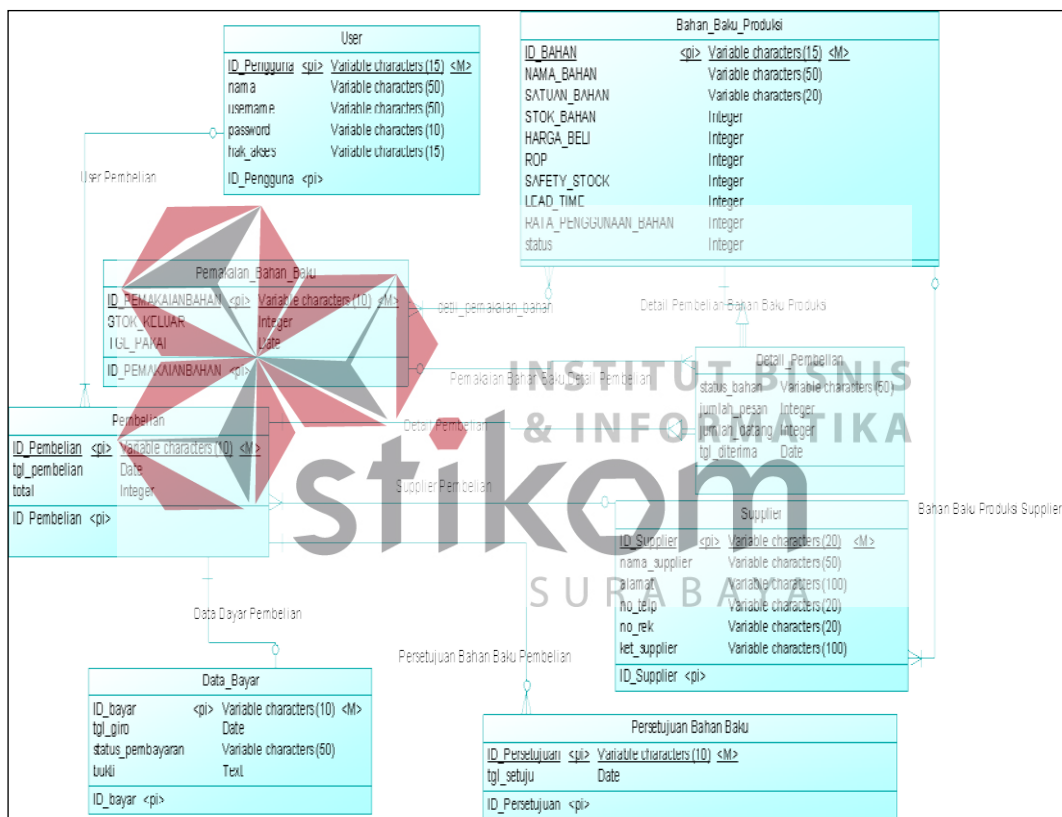 User
ID_Pengguna <pi> Variable characters (15) <M>
nama Variable characters (50)
username Variable characters (50)
password Variable characters (10)
hak_akses Variable characters (15)
ID_Pengguna <pi>
Bahan_Baku_Produksi
ID_BAHAN <pi> Variable characters (15) <M>
NAMA_BAHAN Variable characters (50)
SATUAN_BAHAN Variable characters (20)
STOK_BAHAN Integer
HARGA_BELI Integer
ROP Integer
SAFETY_STOCK Integer
LEAD_TIME Integer
RATA_PENGGUNAAN_BAHAN Integer
status Integer
User Pembelian
Pemakaian_Bahan_Baku
ID_PEMAKAIANBAHAN <pi> Variable characters (10) <M>
STOK_KELUAR Integer
TGL_PAKAI Date
ID_PEMAKAIANBAHAN <pi>
detil_pemakaian_bahan
Detail Pembelian Bahan Baku Produksi
Detail_Pembelian
status_bahan Variable characters (50)
jumlah_pesan Integer
jumlah_datang Integer
tgl_diterima Date
Pemakaian Bahan Baku Detail Pembelian
INSTITUT BISNIS
& INFORMATIKA
stikom
SURABAYA
Pembelian
ID_Pembelian <pi> Variable characters (10) <M>
tgl_pembelian Date
total Integer
ID Pembelian <pi>
Detail Pembelian
Supplier Pembelian
Supplier
ID_Supplier <pi> Variable characters (20) <M>
nama_supplier Variable characters (50)
alamat Variable characters (100)
no_telp Variable characters (20)
no_rek Variable characters (20)
ket_supplier Variable characters (100)
ID_Supplier <pi>
Bahan Baku Produksi Supplier
Data Bayar Pembelian
Persetujuan Bahan Baku Pembelian
Data_Bayar
ID_bayar <pi> Variable characters (10) <M>
tgl_giro Date
status_pembayaran Variable characters (50)
bukti Text
ID_bayar <pi>
Persetujuan Bahan Baku
ID_Persetujuan <pi> Variable characters (10) <M>
tgl_setuju Date
ID_Persetujuan <pi>